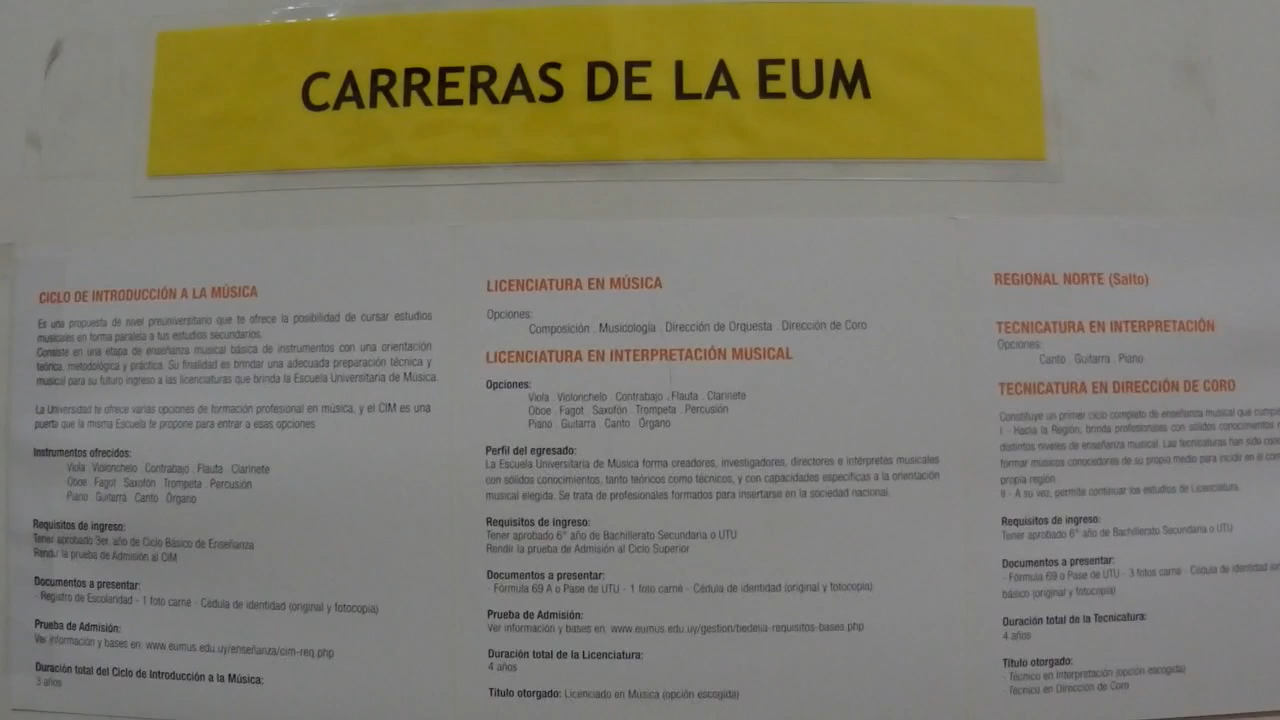 CARRERAS DE LA EUM
CICLO DE INTRODUCCIÓN A LA MÚSICA
Es una propuesta de nivel preuniversitario que te ofrece la posibilidad de cursar estudios
musicales en forma paralela a tus estudios secundarios.
Consiste en una etapa de enseñanza musical básica de instrumentos con una orientación
teórica, metodológica y práctica. Su finalidad es brindar una adecuada preparación técnica y
musical para su futuro ingreso a las licenciaturas que brinda la Escuela Universitaria de Música.
La Universidad te ofrece varias opciones de formación profesional en música, y el CIM es una
puerta que la misma Escuela te propone para entrar a esas opciones
Instrumentos ofrecidos:
Viola . Violonchelo . Contrabajo . Flauta . Clarinete
Oboe . Fagot . Saxofón . Trompeta . Percusión
Piano . Guitarra . Canto . Órgano
Requisitos de ingreso:
Tener aprobado 3er. año de Ciclo Básico de Enseñanza
Rendir la prueba de Admisión al CIM
Documentos a presentar:
- Registro de Escolaridad - 1 foto carné - Cédula de identidad (original y fotocopia)
Prueba de Admisión:
Ver información y bases en: www.eumus.edu.uy/enseñanza/cim-req.php
Duración total del Ciclo de Introducción a la Música:
3 años
LICENCIATURA EN MÚSICA
Opciones:
Composición . Musicología . Dirección de Orquesta . Dirección de Coro
LICENCIATURA EN INTERPRETACIÓN MUSICAL
Opciones:
Viola . Violonchelo . Contrabajo . Flauta . Clarinete
Oboe . Fagot . Saxofón . Trompeta . Percusión
Piano . Guitarra . Canto . Órgano
Perfil del egresado:
La Escuela Universitaria de Música forma creadores, investigadores, directores e intérpretes musicales
con sólidos conocimientos, tanto teóricos como técnicos, y con capacidades específicas a la orientación
musical elegida. Se trata de profesionales formados para insertarse en la sociedad nacional.
Requisitos de ingreso:
Tener aprobado 6° año de Bachillerato Secundaria o UTU
Rendir la prueba de Admisión al Ciclo Superior
Documentos a presentar:
- Fórmula 69 A o Pase de UTU - 1 foto carné - Cédula de identidad (original y fotocopia)
Prueba de Admisión:
Ver información y bases en: www.eumus.edu.uy/gestion/bedelia-requisitos-bases.php
Duración total de la Licenciatura:
4 años
Título otorgado: Licenciado en Música (opción escogida)
REGIONAL NORTE (Salto)
TECNICATURA EN INTERPRETACIÓN
Opciones:
Canto . Guitarra . Piano
TECNICATURA EN DIRECCIÓN DE CORO
Constituye un primer ciclo completo de enseñanza musical que
I - Hacia la Región, brinda profesionales con sólidos conocimientos
distintos niveles de enseñanza musical. Las tecnicaturas han sido
formar músicos conocedores de su propio medio para incidir en el
propia región
II - A su vez, permite continuar los estudios de Licenciatura.
Requisitos de ingreso:
Tener aprobado 6° año de Bachillerato Secundaria o UTU
Documentos a presentar:
- Fórmula 69 o Pase de UTU - 3 fotos carné - Cédula de identidad
básico (original y fotocopia)
Duración total de la Tecnicatura:
4 años
Título otorgado:
- Técnico en Interpretación (opción escogida)
- Técnico en Dirección de Coro